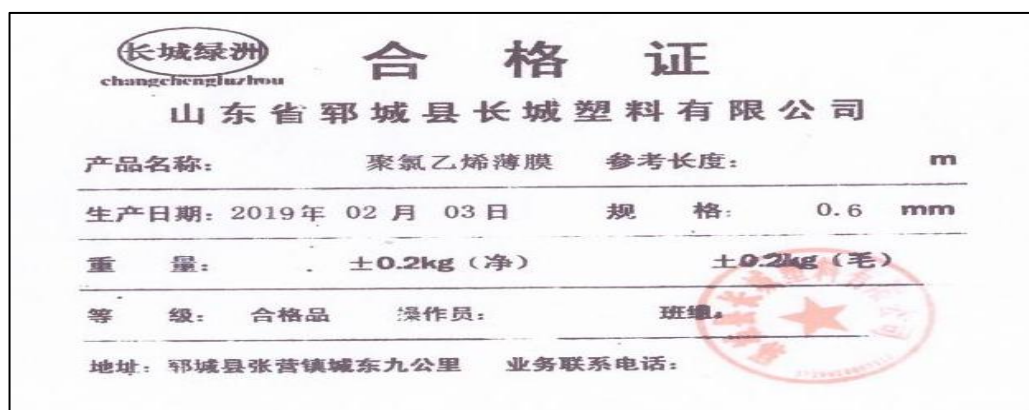 长城绿洲
changchengluzhou
合格证
山东省郓城县长城塑料有限公司
产品名称： 聚氯乙烯薄膜 参考长度： m
生产日期：2019年 02 月 03日 规 格： 0.6 mm
重 量： ±0.2kg（净） ±0.2kg（毛）
等 级： 合格品 操作员： 班组：
地址：郓城县张营镇城东九公里 业务联系电话：